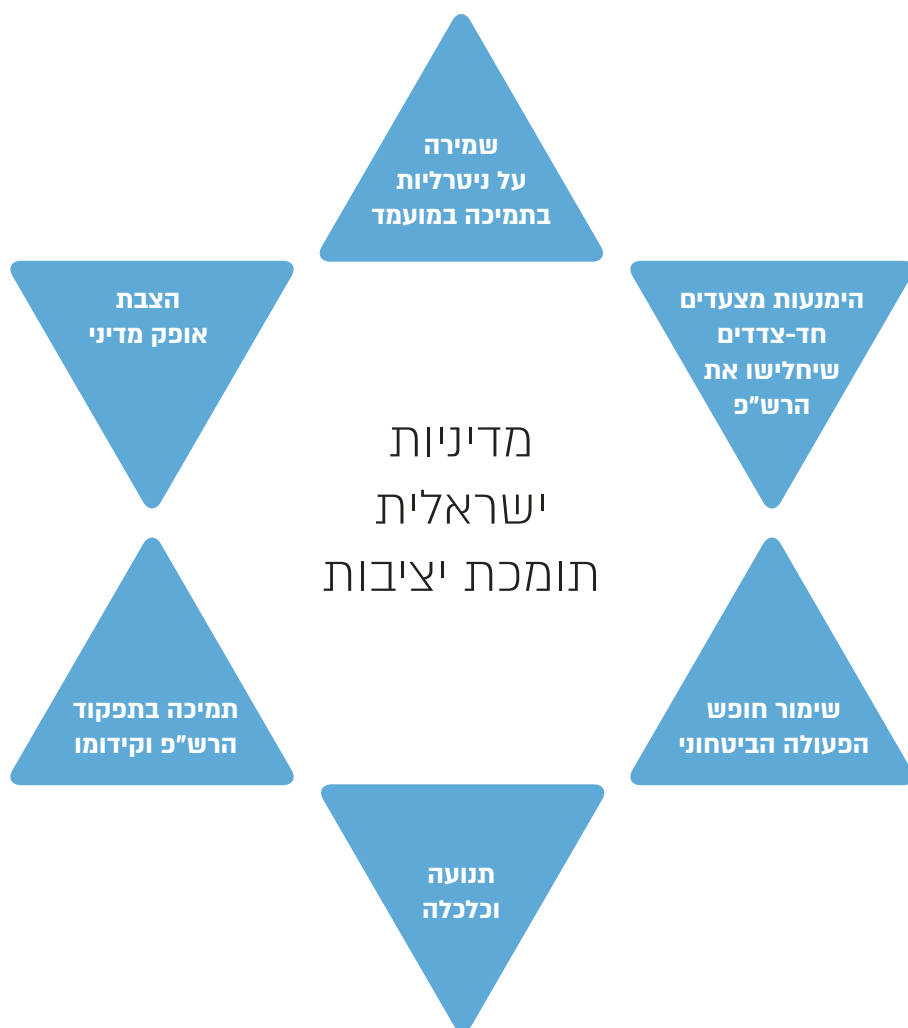 שמירה
על ניטרליות
בתמיכה במועמד
הימנעות מצעדים
חד-צדדים
שיחלישו את
הרש"פ
הצבת
אופק מדיני
מדיניות
ישראלית
תומכת יציבות
שימור חופש
הפעולה הביטחוני
תמיכה בתפקוד
הרש"פ וקידומו
תנועה
וכלכלה